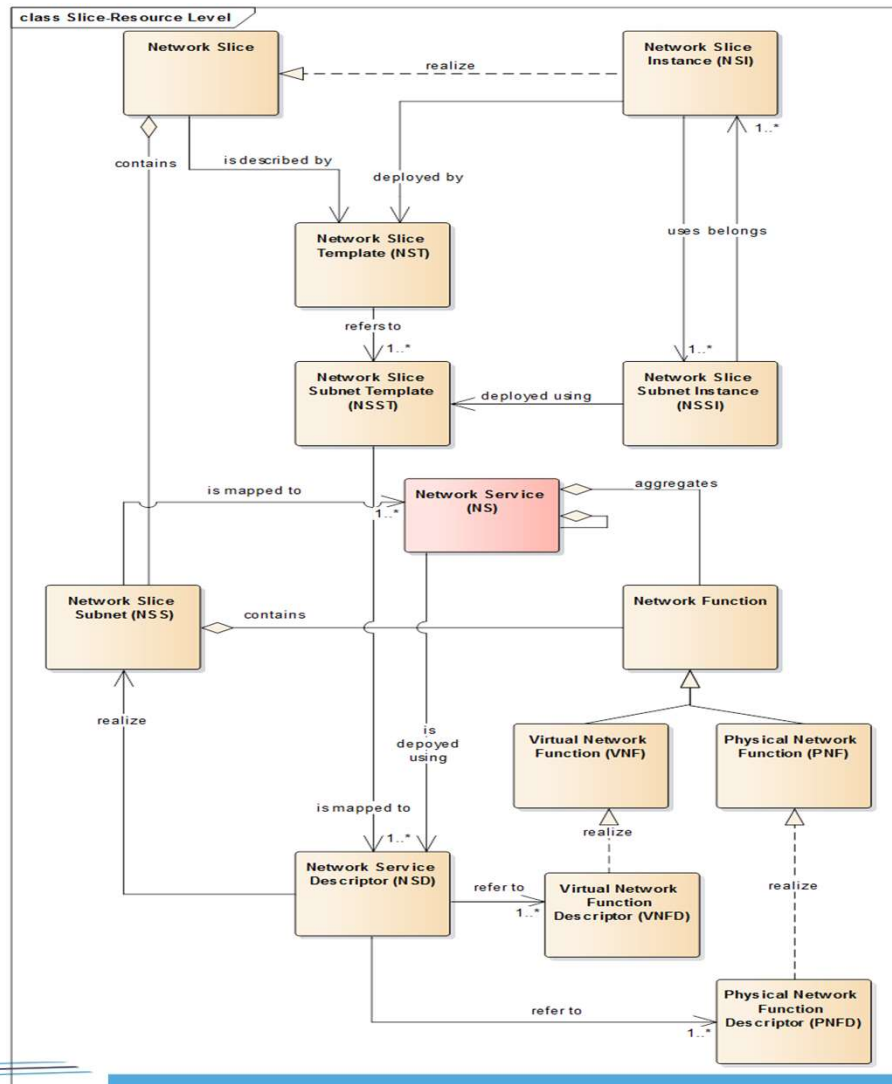 class Slice-Resource Level
Network Slice
Network Slice
Instance (NSI)
realize
contains
is described by
deployed by
1..*
uses belongs
Network Slice
Template (NST)
refers to
1..*
1..*
Network Slice
Subnet Template
(NSST)
deployed using
Network Slice
Subnet Instance
(NSSI)
is mapped to
1..*
Network Service
(NS)
aggregates
Network Slice
Subnet (NSS)
contains
Network Function
realize
is
depoyed
using
Virtual Network
Function (VNF)
Physical Network
Function (PNF)
is mapped to
1..*
realize
Network Service
Descriptor (NSD)
refer to
1..*
Virtual Network
Function
Descriptor (VNFD)
realize
refer to
1..*
Physical Network
Function
Descriptor (PNFD)